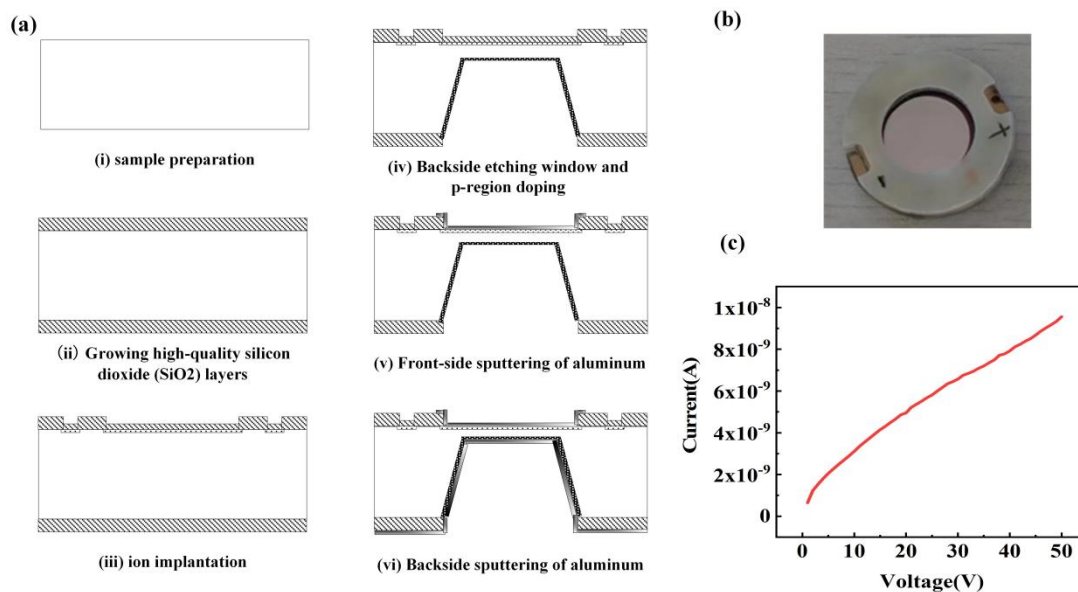 (a)
(i) sample preparation
(ii) Growing high-quality silicon
dioxide (SiO2) layers
(iii) ion implantation
(iv) Backside etching window and
p-region doping
(v) Front-side sputtering of aluminum
(vi) Backside sputtering of aluminum
(b)
+
-
(c)
Current(A)
1x10-8
8x10-9
6x10-9
4x10-9
2x10-9
0
0 10 20 30 40 50
Voltage(V)